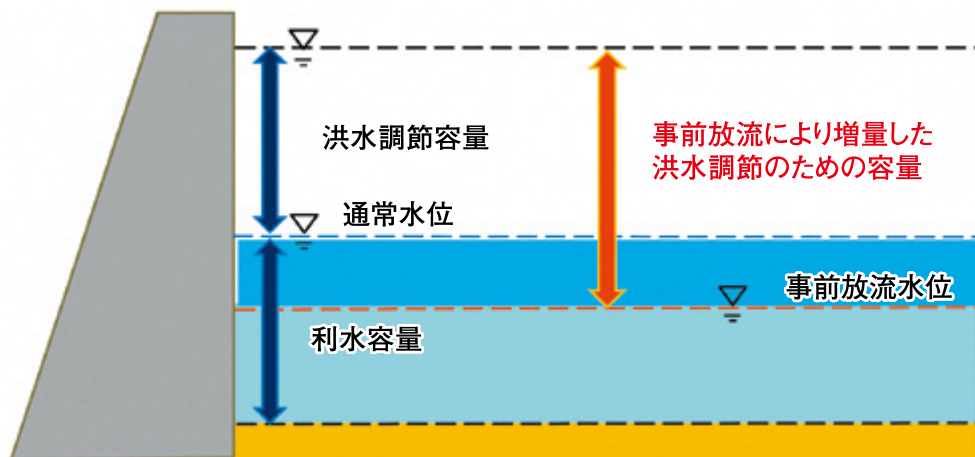 洪水調節容量
事前放流により増量した
洪水調節のための容量
通常水位
事前放流水位
利水容量